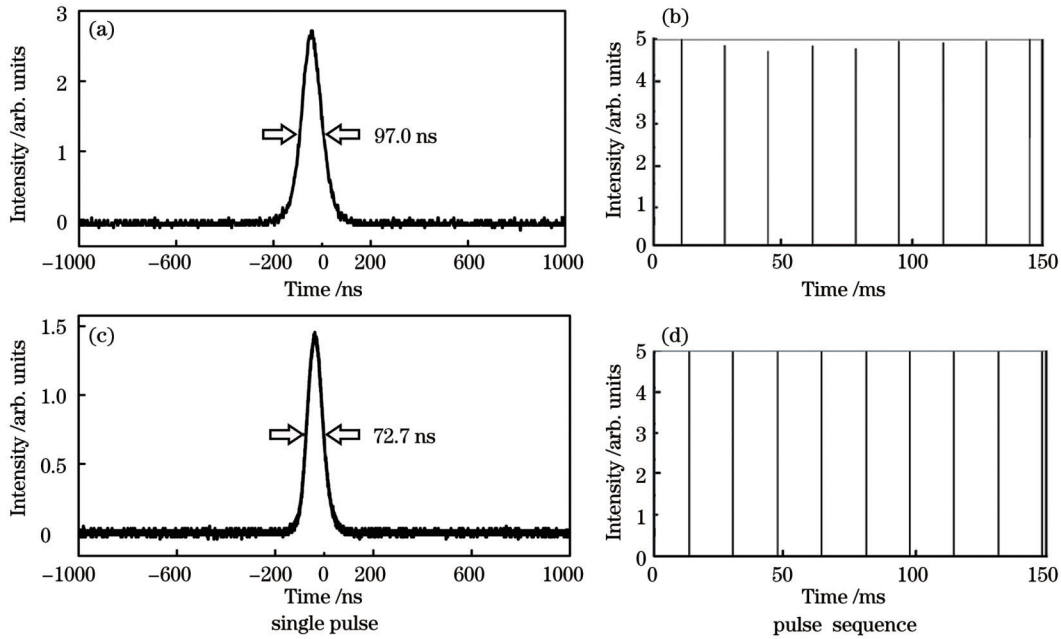 (a)
Intensity /arb. units
3
2
1
0
97.0 ns
−1000 −600 −200 0 200 600 1000
Time /ns
(b)
Intensity /arb. units
5
4
3
2
1
0
0 50 100 150
Time /ms
(c)
Intensity /arb. units
1.5
1.0
0.5
0
72.7 ns
−1000 −600 −200 0 200 600 1000
Time /ns
single pulse
(d)
Intensity /arb. units
5
4
3
2
1
0
0 50 100 150
Time /ms
pulse sequence